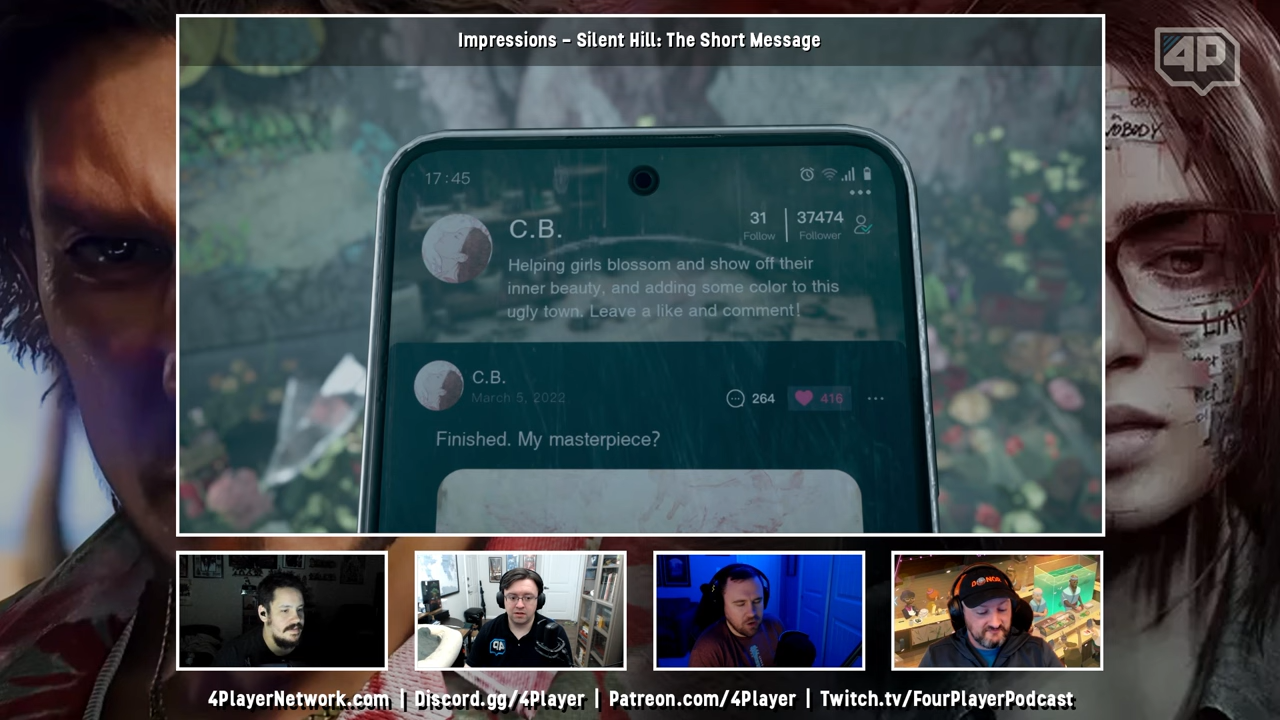 Impressions – Silent Hill: The Short Message
4P
NOBODY
17:45
C.B.
31
Follow
37474
Follower
Helping girls blossom and show off their
inner beauty, and adding some color to this
ugly town. Leave a like and comment!
C.B.
March 5, 2022
264
416
Finished. My masterpiece?
LIAR
4PlayerNetwork.com | Discord.gg/4Player | Patreon.com/4Player | Twitch.tv/FourPlayerPodcast